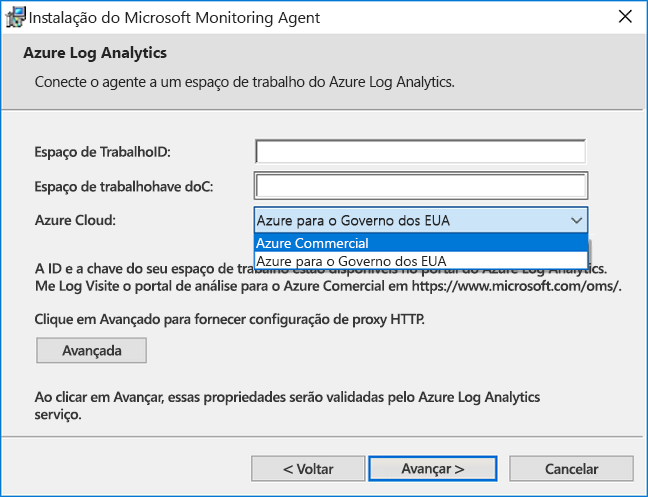 Instalação do Microsoft Monitoring Agent
Azure Log Analytics
Conecte o agente a um espaço de trabalho do Azure Log Analytics.
Espaço de TrabalhoID:
Espaço de trabalhohave doC:
Azure Cloud:
Azure para o Governo dos EUA
Azure Commercial
Azure para o Governo dos EUA
A ID e a chave do seu espaço de trabalho estão disponíveis no portal do Azure Log Analytics.
Me Log Visite o portal de análise para o Azure Comercial em https://www.microsoft.com/oms/.
Clique em Avançado para fornecer configuração de proxy HTTP.
Avançada
Ao clicar em Avançar, essas propriedades serão validadas pelo Azure Log Analytics
serviço.
< Voltar
Avançar >
Cancelar